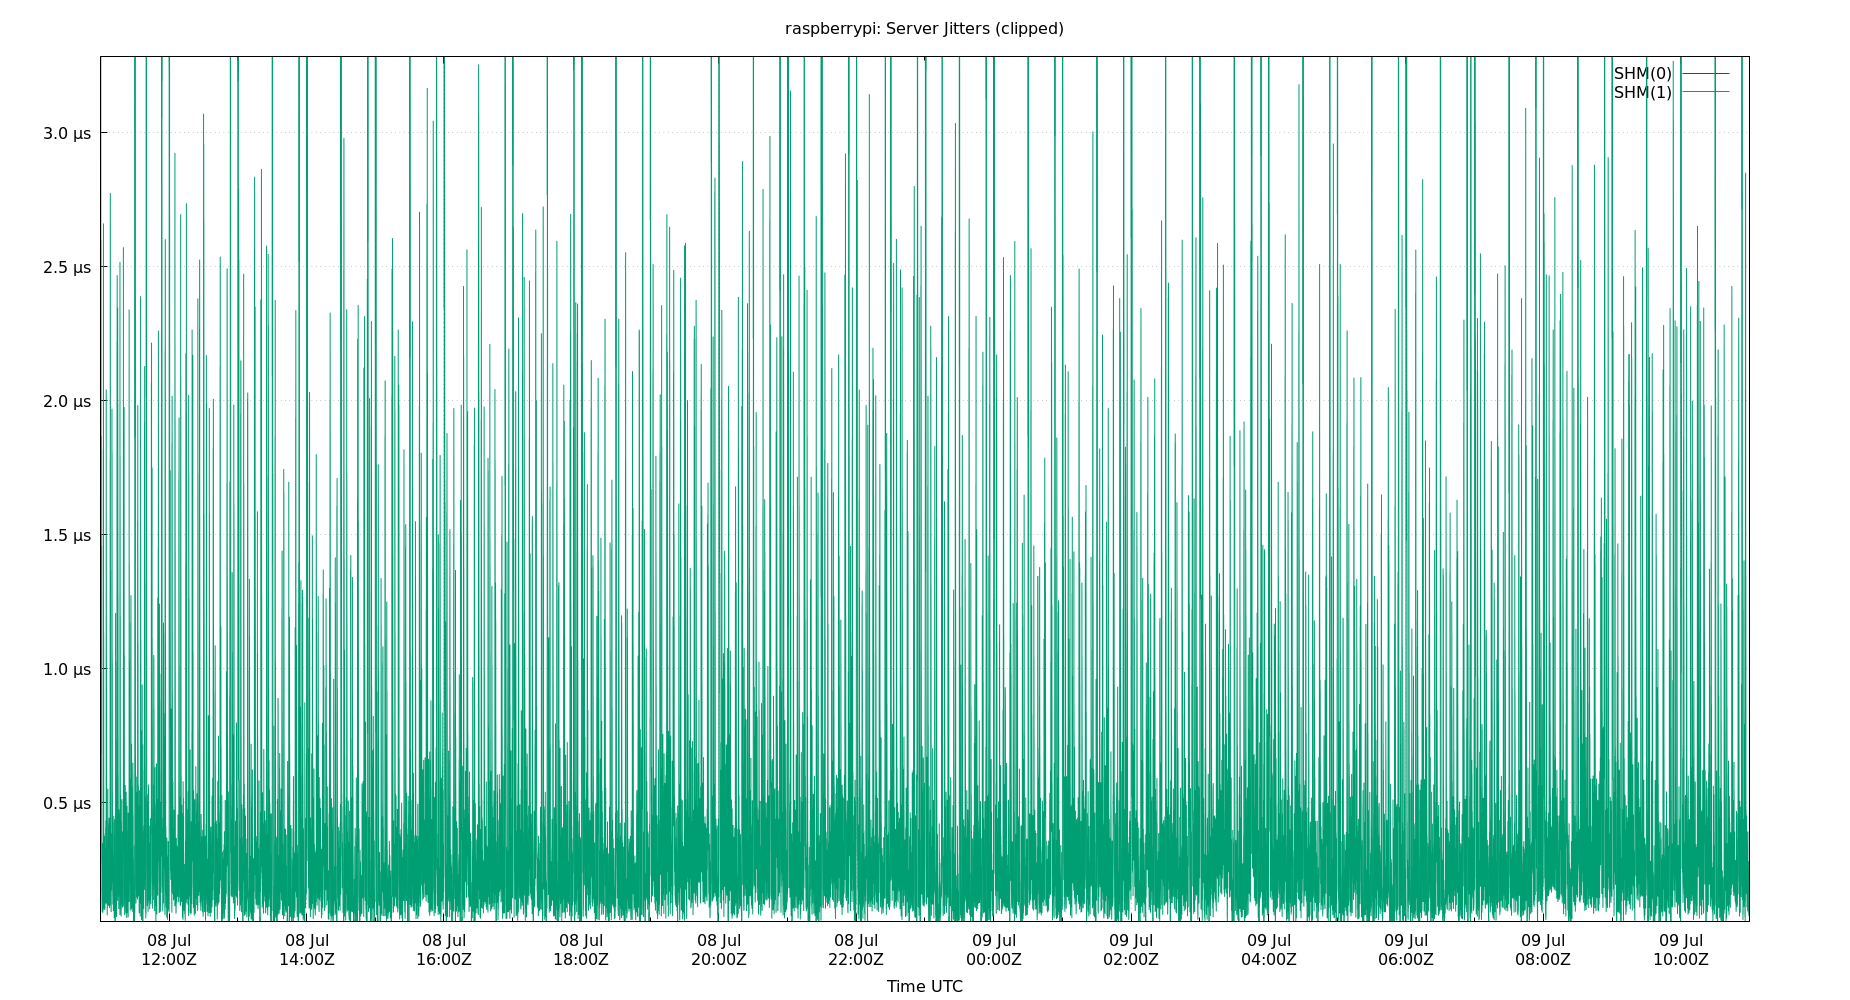 raspberrypi: Server Jitters (clipped)
SHM(0)
SHM(1)
3.0 µs
2.5 µs
2.0 µs
1.5 µs
1.0 µs
0.5 µs
08 Jul 08 Jul 08 Jul 08 Jul 08 Jul 08 Jul 09 Jul 09 Jul 09 Jul 09 Jul 09 Jul 09 Jul
12:00Z 14:00Z 16:00Z 18:00Z 20:00Z 22:00Z 00:00Z 02:00Z 04:00Z 06:00Z 08:00Z 10:00Z
Time UTC